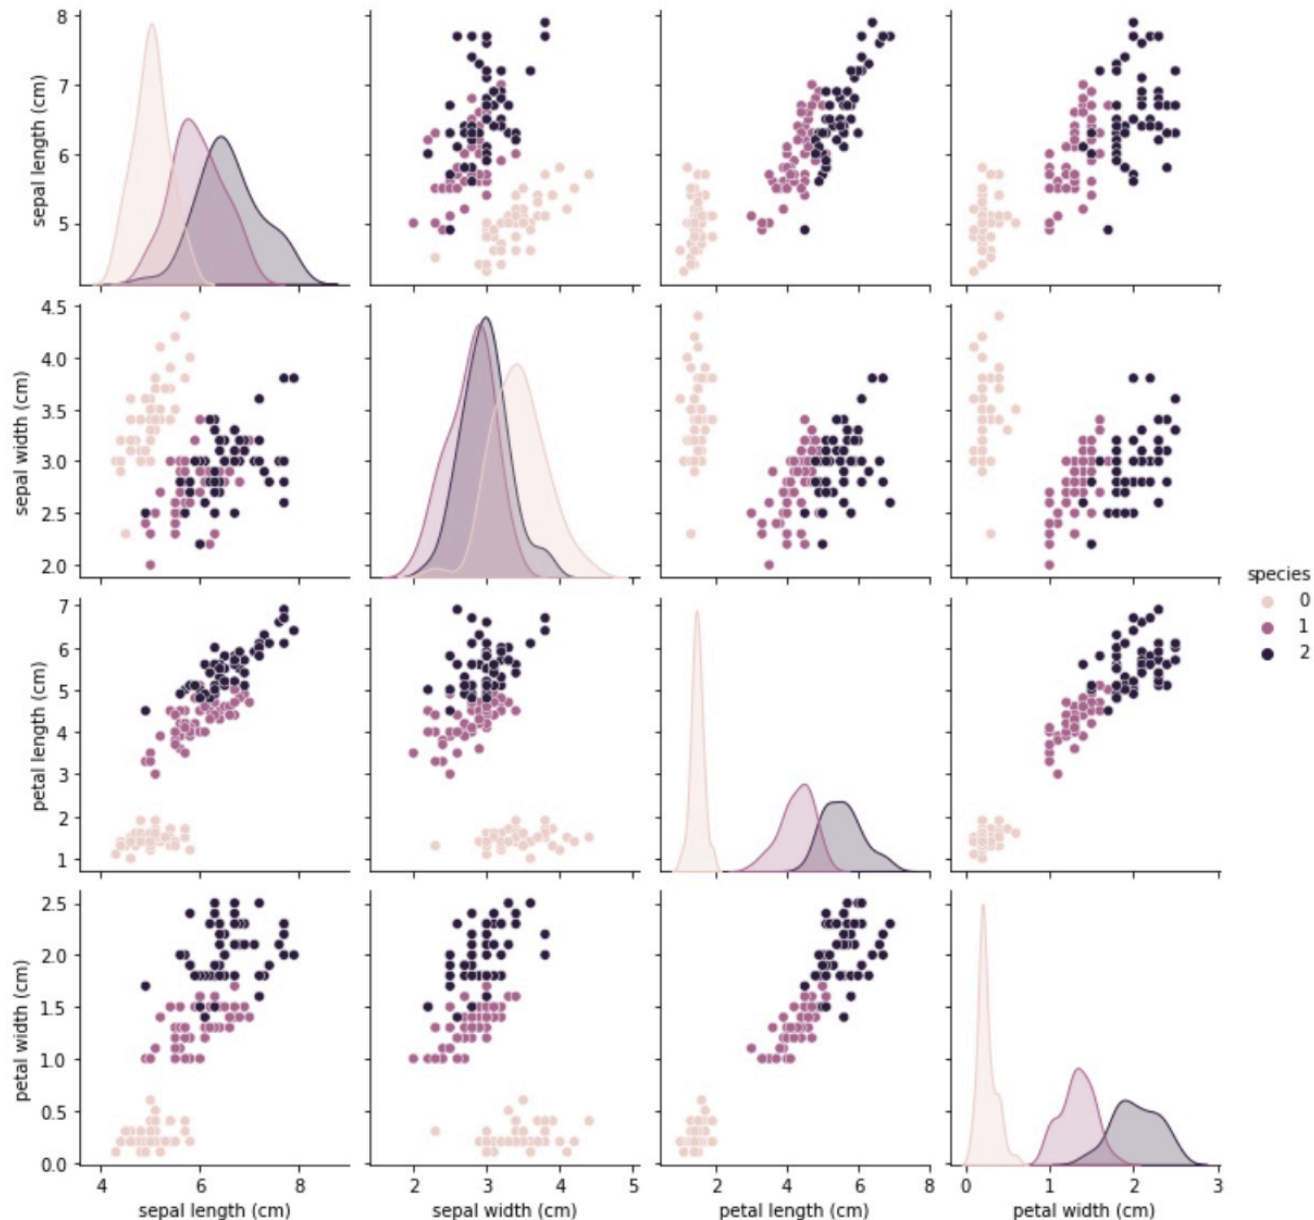 8
7
6
5
sepal length (cm)
4.5
4.0
3.5
3.0
2.5
2.0
sepal width (cm)
species
0
1
2
7
6
5
4
3
2
1
petal length (cm)
2.5
2.0
1.5
1.0
0.5
0.0
petal width (cm)
4 6 8
sepal length (cm)
2 3 4 5
sepal width (cm)
2 4 6 8
petal length (cm)
0 1 2 3
petal width (cm)